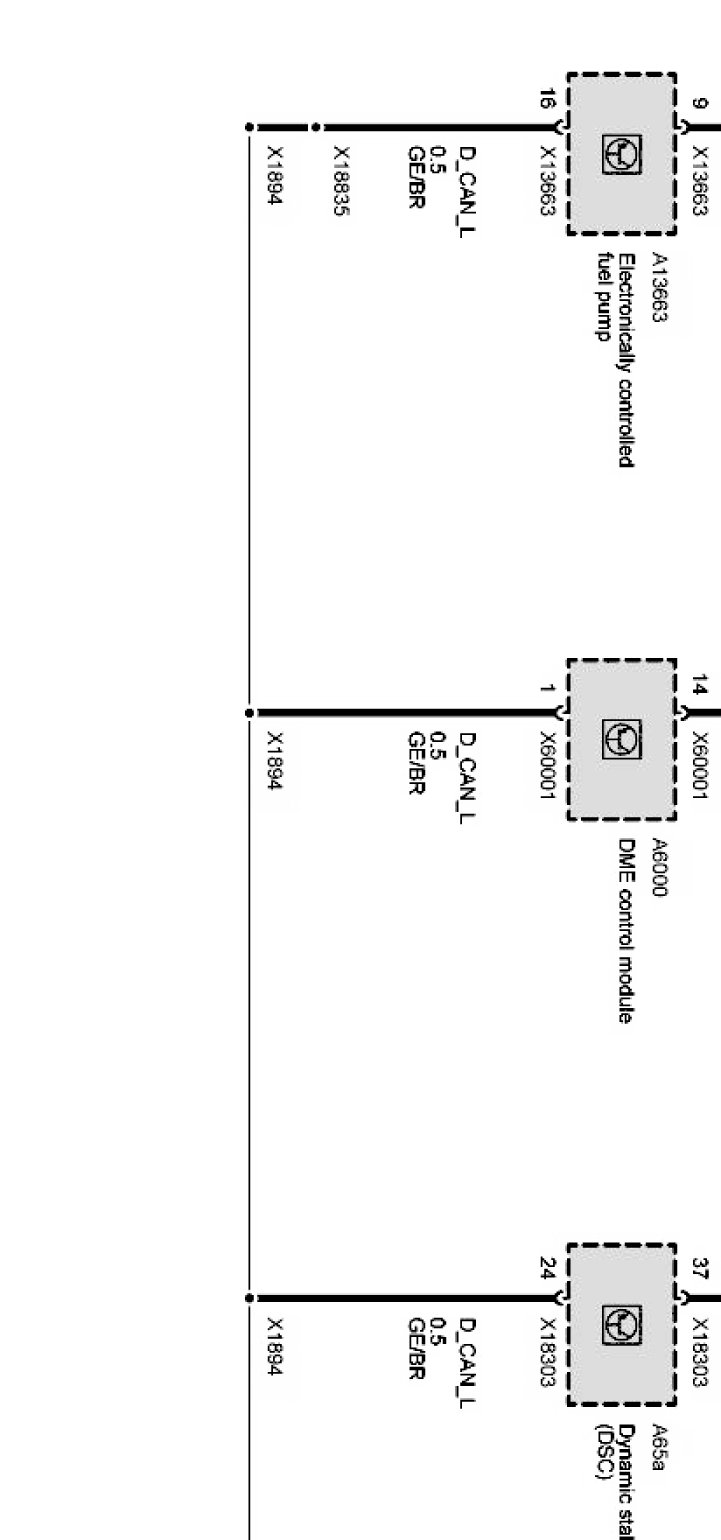 9
X13663
A13663
Electronically controlled
fuel pump
16
X13663
D_CAN_L
0.5
GE/BR
X18835
X1894
14
X60001
A6000
DME control module
1
X60001
D_CAN_L
0.5
GE/BR
X1894
37
X18303
A65a
Dynamic
(DSC)
24
X18303
D_CAN_L
0.5
GE/BR
X1894